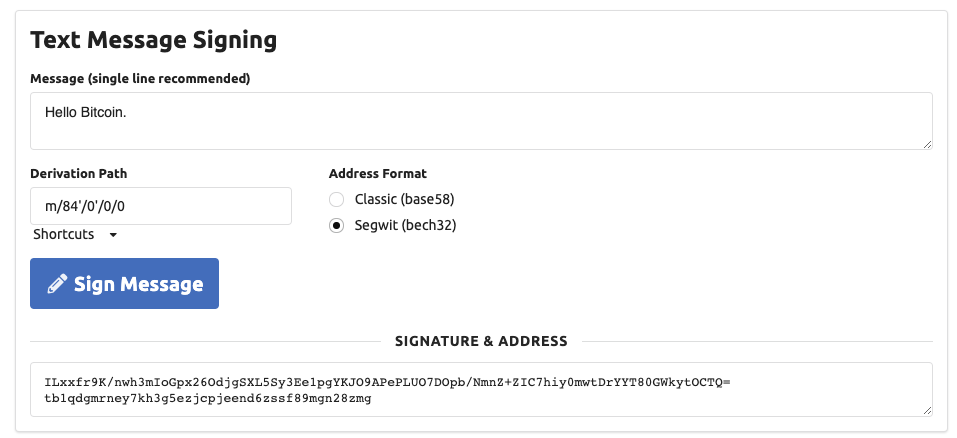 Text Message Signing
Message (single line recommended)
Hello Bitcoin.
Derivation Path
Address Format
m/84'/0'/0/0
Classic (base58)
Shortcuts
Segwit (bech32)
Sign Message
SIGNATURE & ADDRESS
ILxxfr9K/nwh3mIoGpx26OdjgSXL5Sy3Ee1pgYKJO9APePLUO7DOpb/NmnZ+ZIC7hiy0mwtDrYYT80GWkytOCTQ=
tb1qdgmrney7kh3g5ezjcpjeend6zssf89mgn28zmg